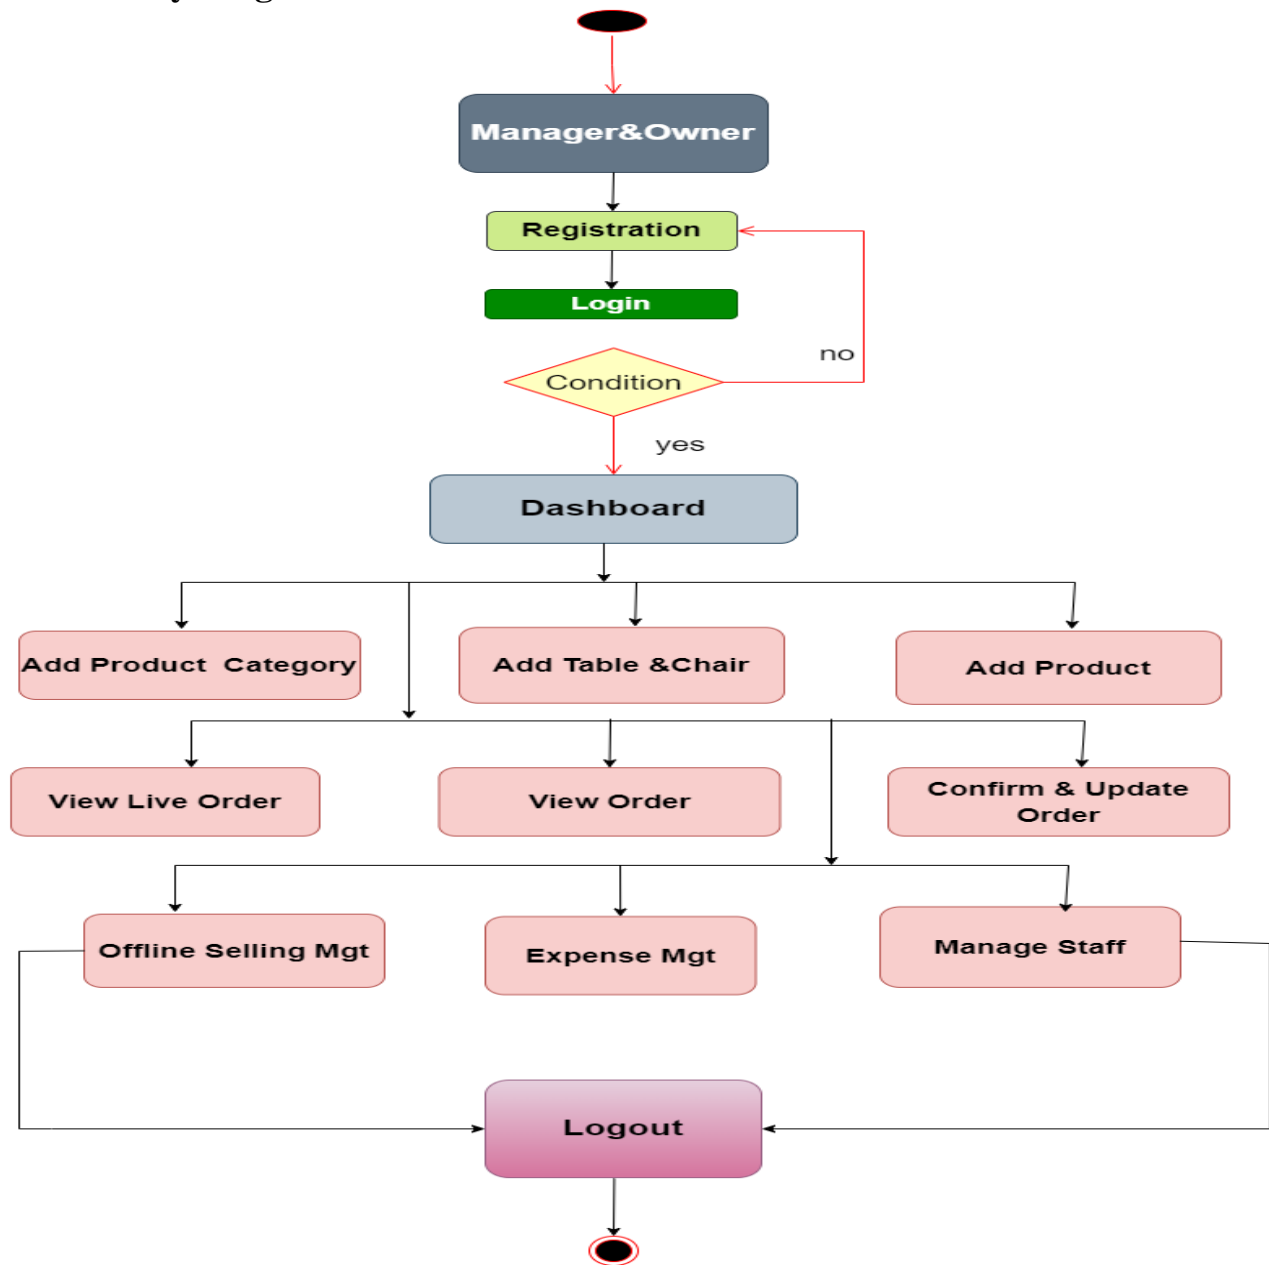 Manager&Owner
Registration
Login
no
Condition
yes
Dashboard
Add Product  Category
Add Table &Chair
Add Product
View Live Order
View Order
Confirm & Update
Order
Offline Selling Mgt
Expense Mgt
Manage Staff
Logout